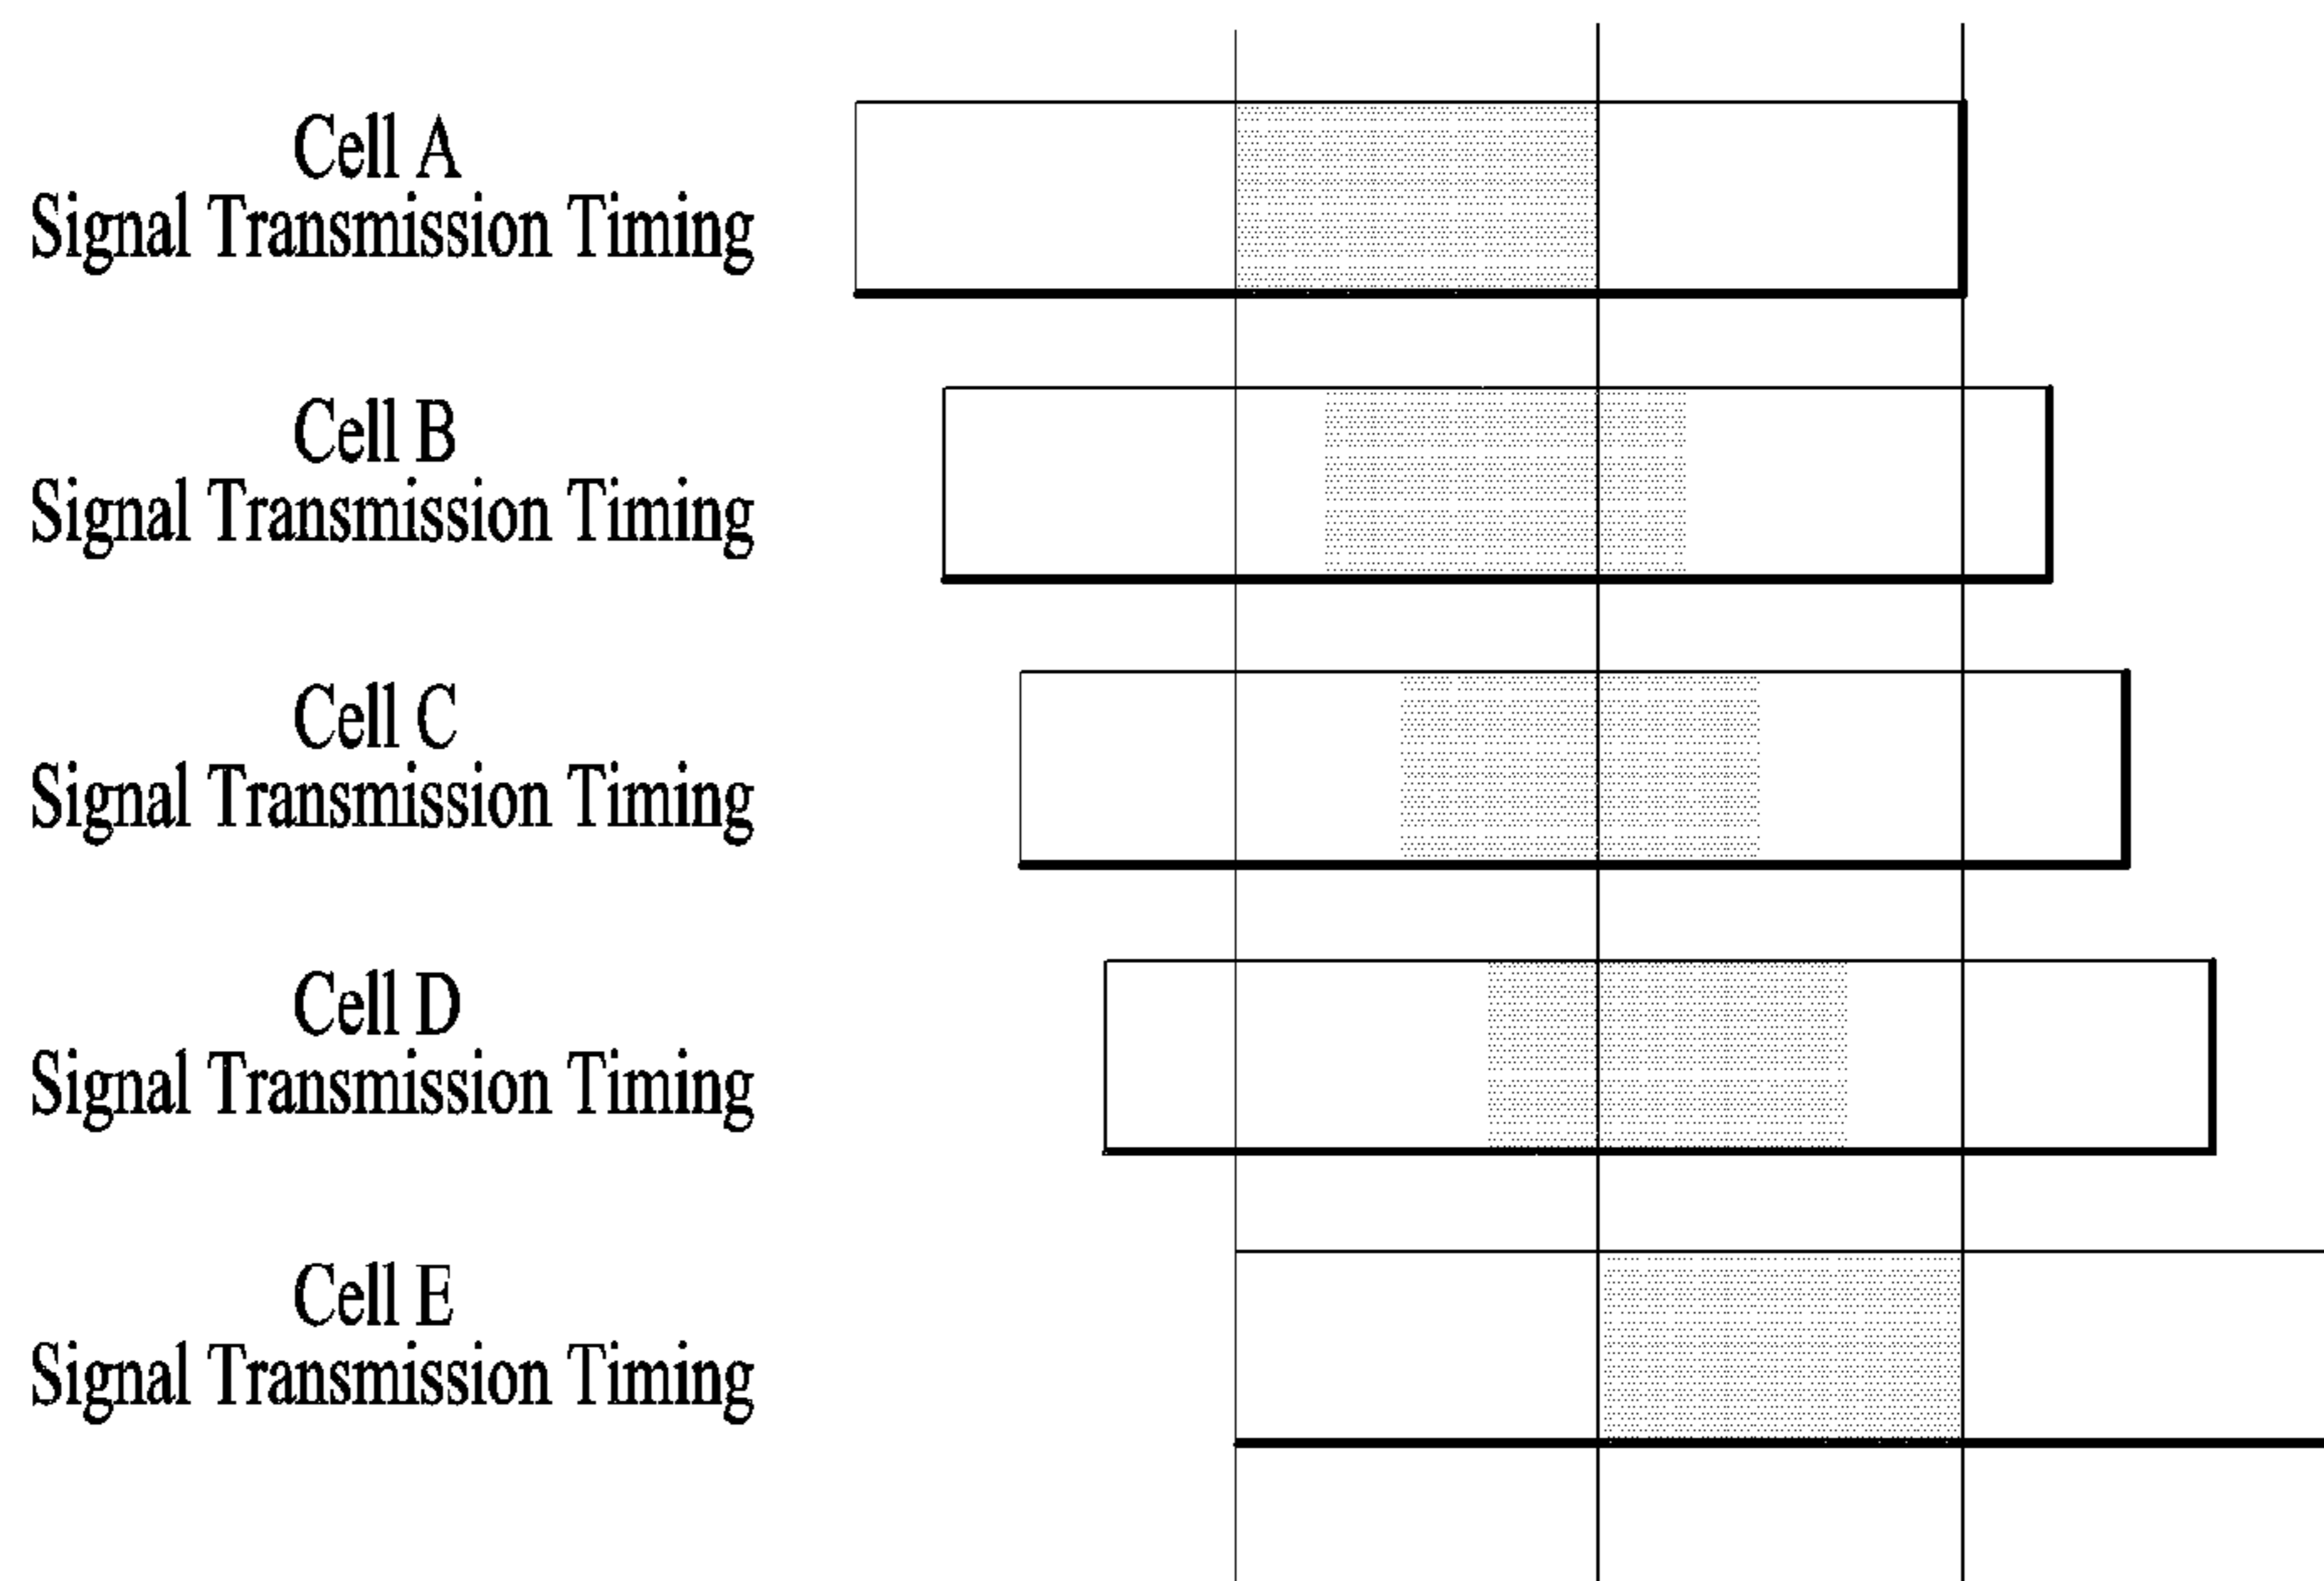 Cell A
Signal Transmission Timing
Cell B
Signal Transmission Timing
Cell C
Signal Transmission Timing
Cell D
Signal Transmission Timing
Cell E
Signal Transmission Timing